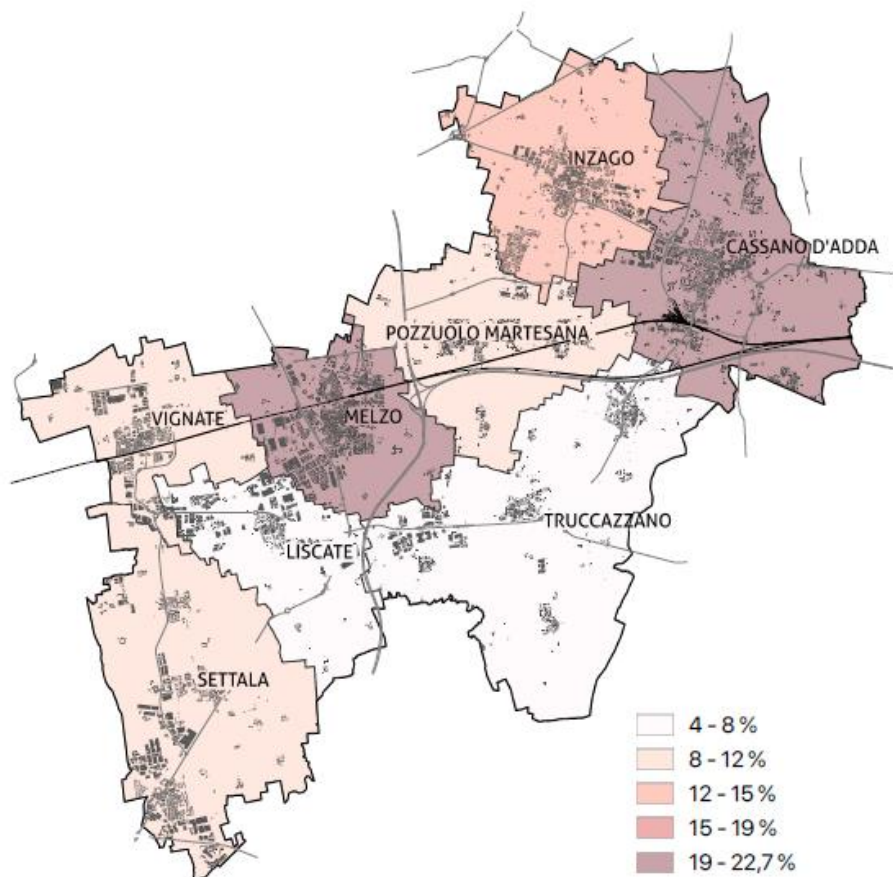 INZAGO
CASSANO D'ADDA
POZZUOLO MARTESANA
VIGNATE
MELZO
TRUCCAZZANO
LISCATE
SETTALA
4 - 8 %
8 - 12 %
12 - 15 %
15 - 19 %
19 - 22,7 %